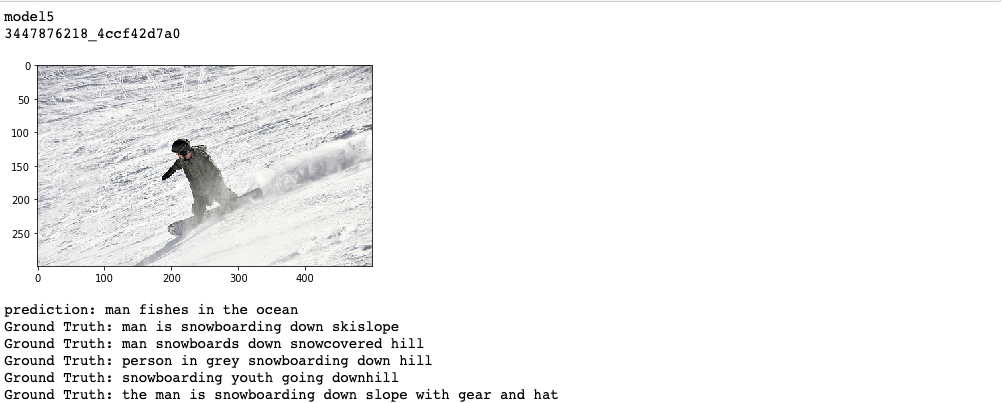 model5
3447876218_4ccf42d7a0
0
50
100
150
200
250
0 100 200 300 400
prediction: man fishes in the ocean
Ground Truth: man is snowboarding down skislope
Ground Truth: man snowboards down snowcovered hill
Ground Truth: person in grey snowboarding down hill
Ground Truth: snowboarding youth going downhill
Ground Truth: the man is snowboarding down slope with gear and hat